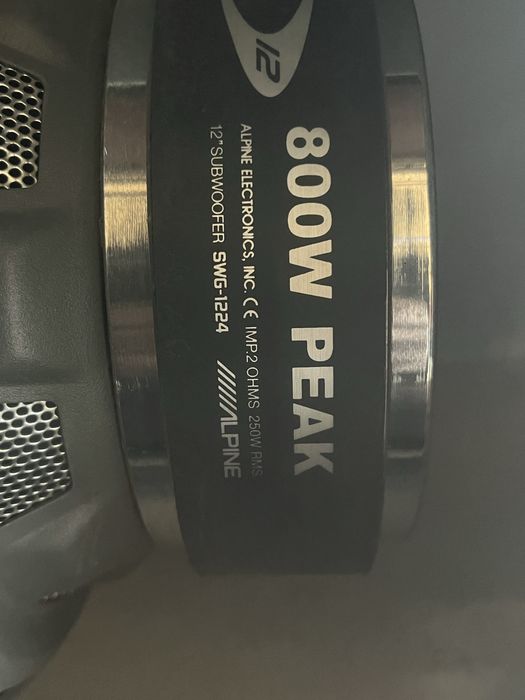 12
800W PEAK
ALPINE ELECTRONICS, INC. CE IMP.2 OHMS 250W RMS
12"SUBWOOFER SWG-1224 ALPINE